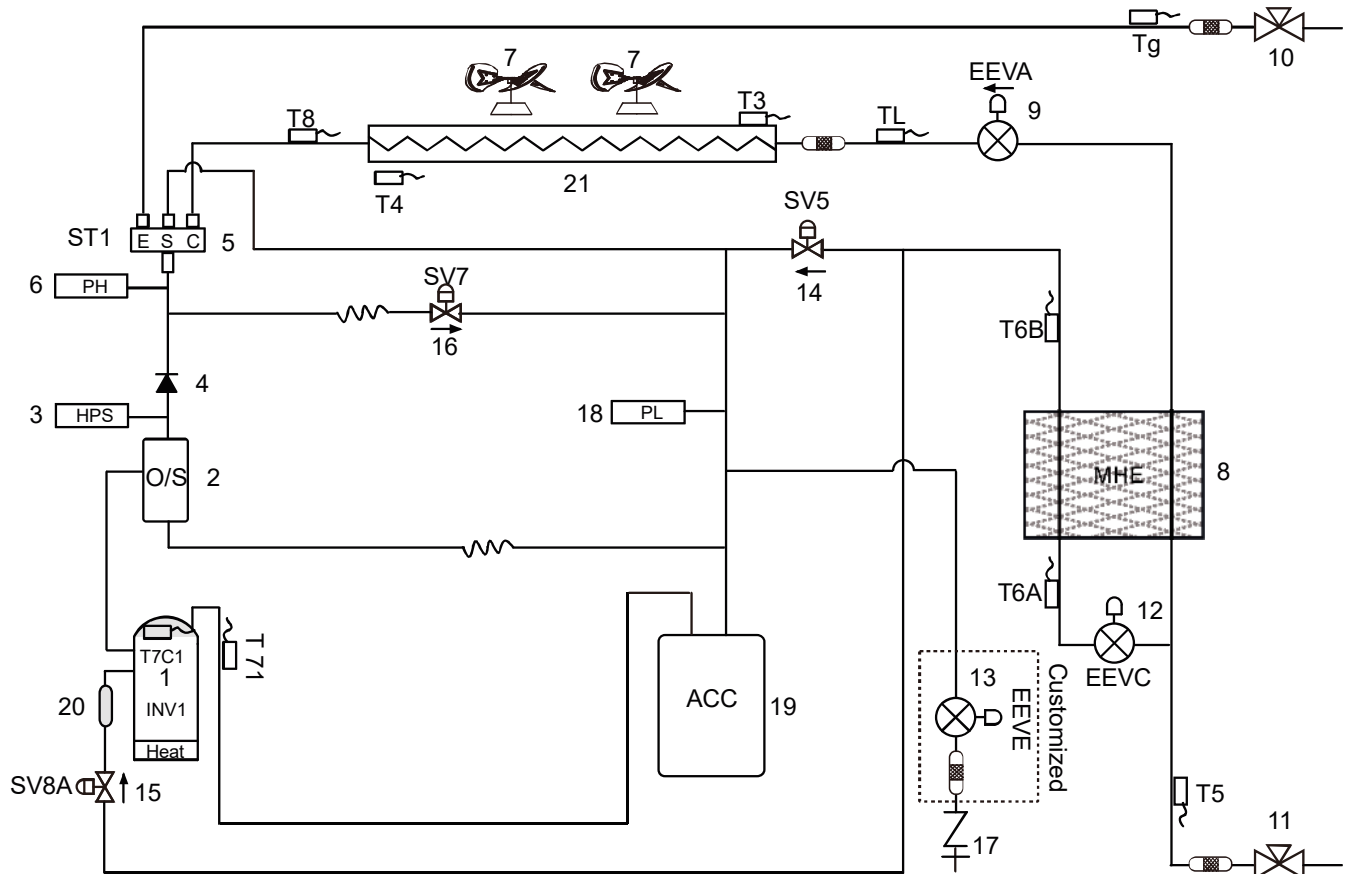 Tg
10
7
7
EEVA
9
T8
T3
TL
T4
21
SV5
ST1
E S C
5
14
6
PH
SV7
16
T6B
4
3
HPS
18
PL
O/S
2
MHE
8
T6A
12
EEVC
T7C1
1
INV1
Heat
T71
20
ACC
19
13
EEVE
Customized
SV8A
15
T5
17
11